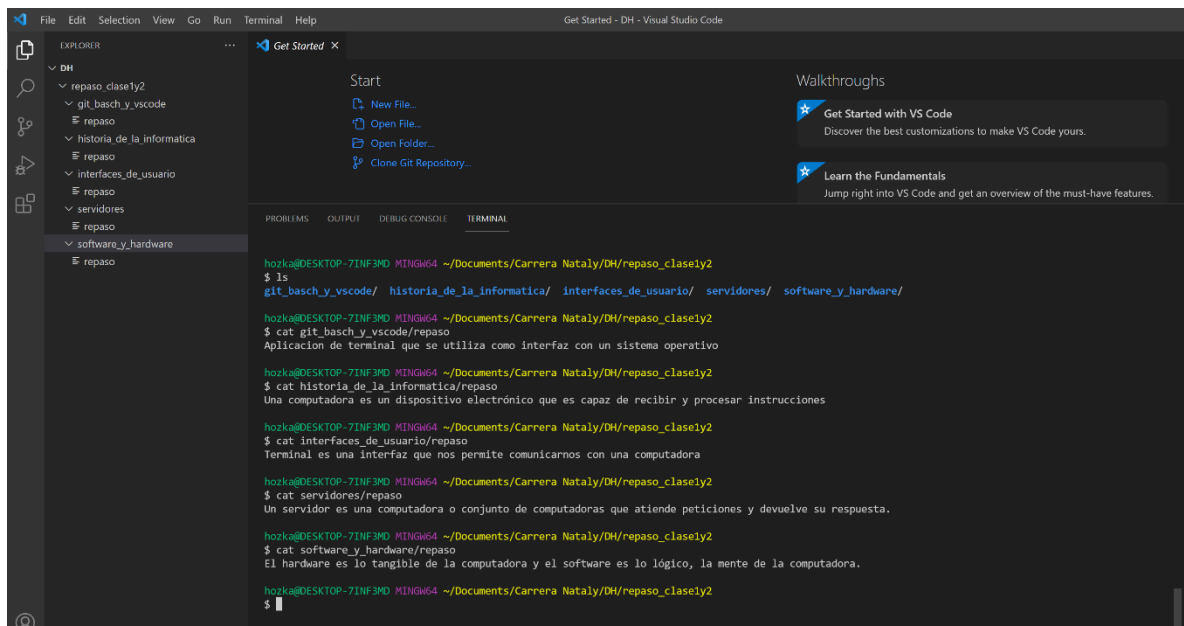 File Edit Selection View Go Run Terminal Help
Get Started - DH - Visual Studio Code
EXPLORER ...
DH
repaso_clase1y2
git_basch_y_vscode
repaso
historia_de_la_informatica
repaso
interfaces_de_usuario
repaso
servidores
repaso
software_y_hardware
repaso
Get Started
Start
New File...
Open File...
Open Folder...
Clone Git Repository...
Walkthroughs
Get Started with VS Code
Discover the best customizations to make VS Code yours.
Learn the Fundamentals
Jump right into VS Code and get an overview of the must-have features.
PROBLEMS OUTPUT DEBUG CONSOLE TERMINAL
hozka@DESKTOP-7INF3MD MINGW64 ~/Documents/Carrera Nataly/DH/repaso_clase1y2
$ ls
git_basch_y_vscode/ historia_de_la_informatica/ interfaces_de_usuario/ servidores/ software_y_hardware/
hozka@DESKTOP-7INF3MD MINGW64 ~/Documents/Carrera Nataly/DH/repaso_clase1y2
$ cat git_basch_y_vscode/repaso
Aplicacion de terminal que se utiliza como interfaz con un sistema operativo
hozka@DESKTOP-7INF3MD MINGW64 ~/Documents/Carrera Nataly/DH/repaso_clase1y2
$ cat historia_de_la_informatica/repaso
Una computadora es un dispositivo electrónico que es capaz de recibir y procesar instrucciones
hozka@DESKTOP-7INF3MD MINGW64 ~/Documents/Carrera Nataly/DH/repaso_clase1y2
$ cat interfaces_de_usuario/repaso
Terminal es una interfaz que nos permite comunicarnos con una computadora
hozka@DESKTOP-7INF3MD MINGW64 ~/Documents/Carrera Nataly/DH/repaso_clase1y2
$ cat servidores/repaso
Un servidor es una computadora o conjunto de computadoras que atiende peticiones y devuelve su respuesta.
hozka@DESKTOP-7INF3MD MINGW64 ~/Documents/Carrera Nataly/DH/repaso_clase1y2
$ cat software_y_hardware/repaso
El hardware es lo tangible de la computadora y el software es lo lógico, la mente de la computadora.
hozka@DESKTOP-7INF3MD MINGW64 ~/Documents/Carrera Nataly/DH/repaso_clase1y2
$